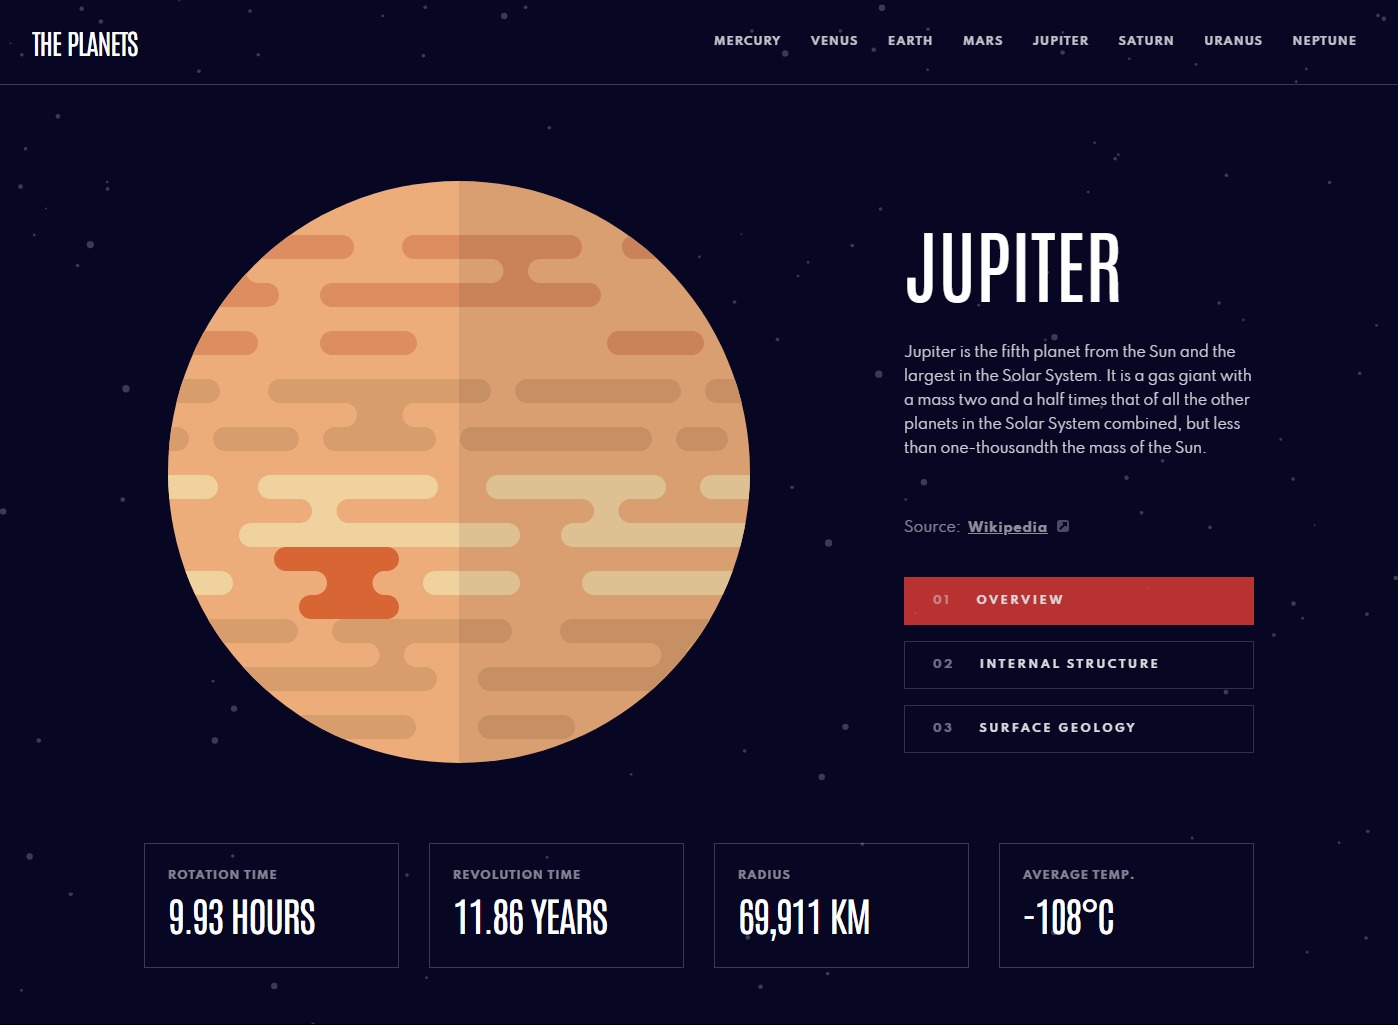 THE PLANETS
MERCURY VENUS EARTH MARS JUPITER SATURN URANUS NEPTUNE
JUPITER
Jupiter is the fifth planet from the Sun and the
largest in the Solar System. It is a gas giant with
a mass two and a half times that of all the other
planets in the Solar System combined, but less
than one-thousandth the mass of the Sun.
Source: Wikipedia
01 OVERVIEW
02 INTERNAL STRUCTURE
03 SURFACE GEOLOGY
ROTATION TIME
9.93 HOURS
REVOLUTION TIME
11.86 YEARS
RADIUS
69,911 KM
AVERAGE TEMP.
-108°C